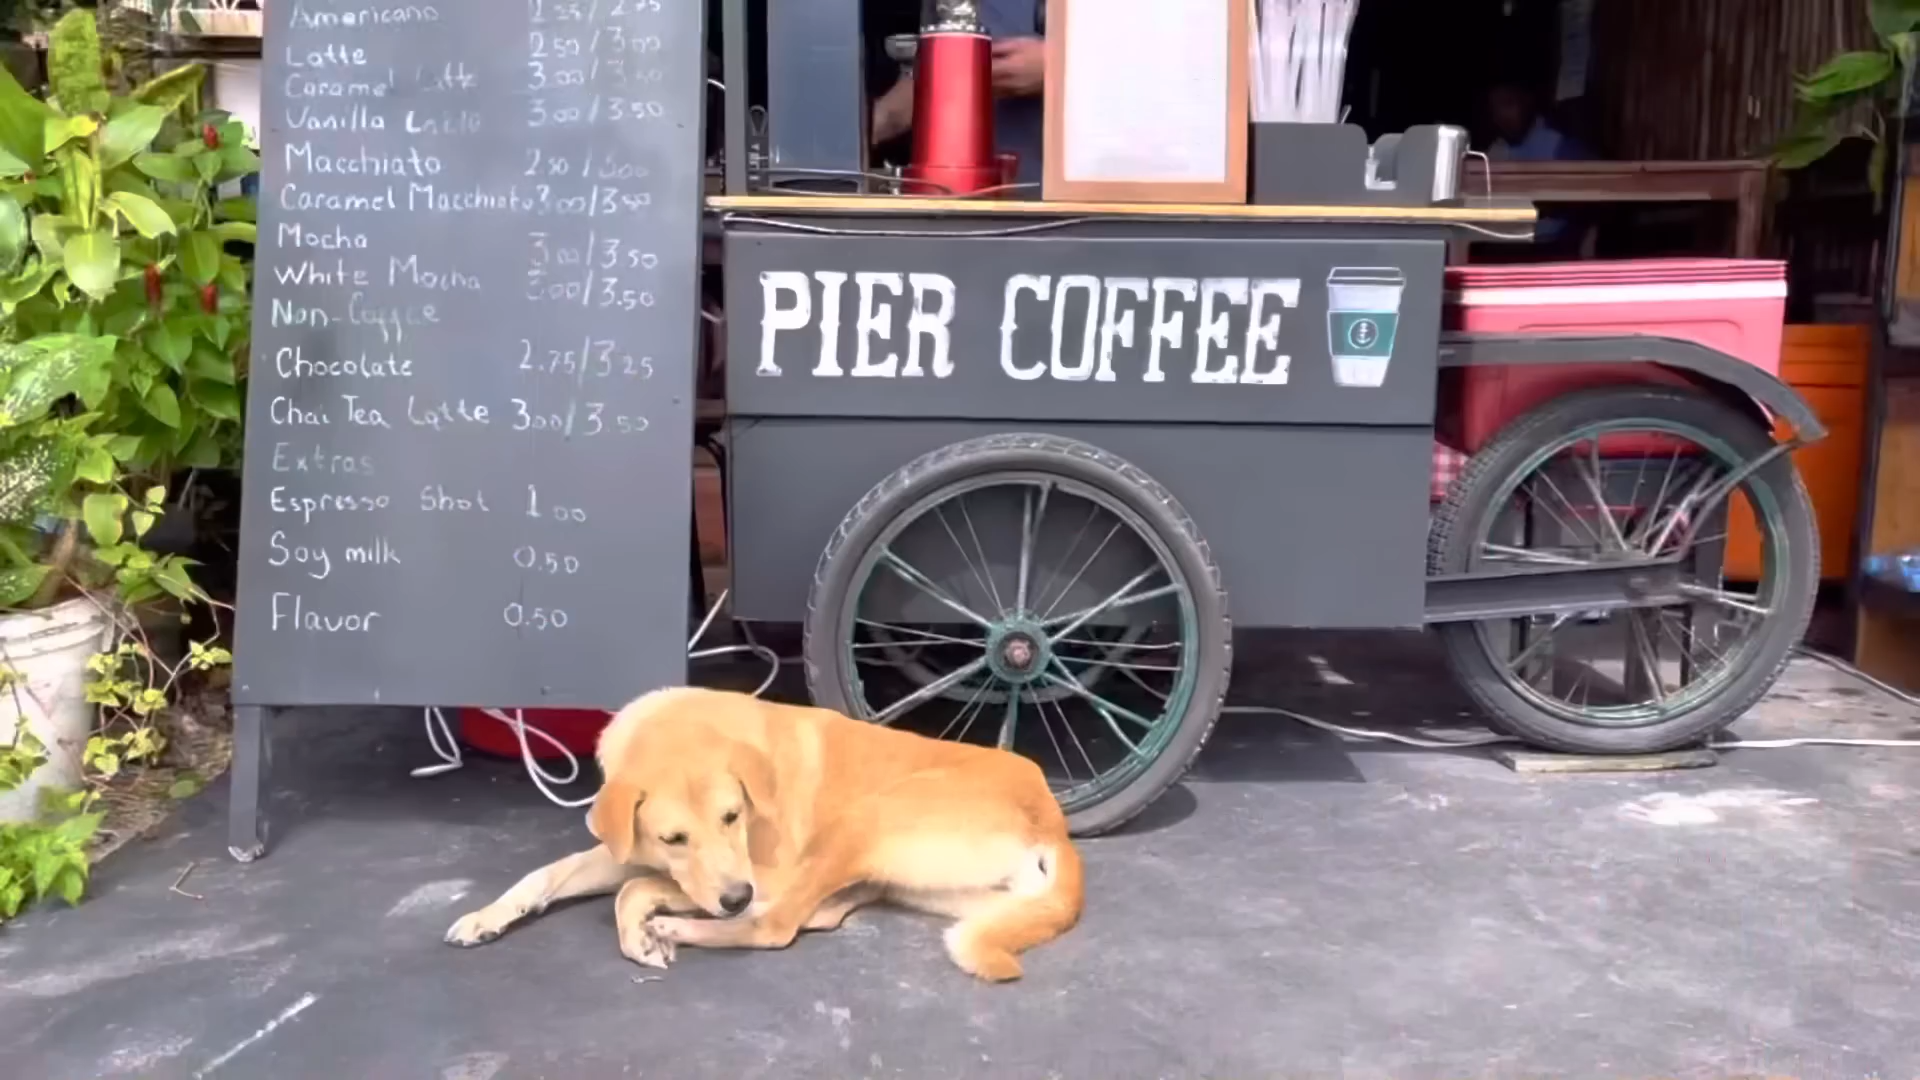 Americano 2.25/2.75
Latte 2.50/3.00
Caramel Latte 3.00/3.50
Vanilla Latte 3.00/3.50
Macchiato 2.50/3.00
Caramel Macchiato 3.00/3.50
Mocha 3.00/3.50
White Mocha 3.00/3.50
Non-Coffee
Chocolate 2.75/3.25
Chai Tea Latte 3.00/3.50
Extras
Espresso Shot 1.00
Soy milk 0.50
Flavor 0.50
PIER COFFEE